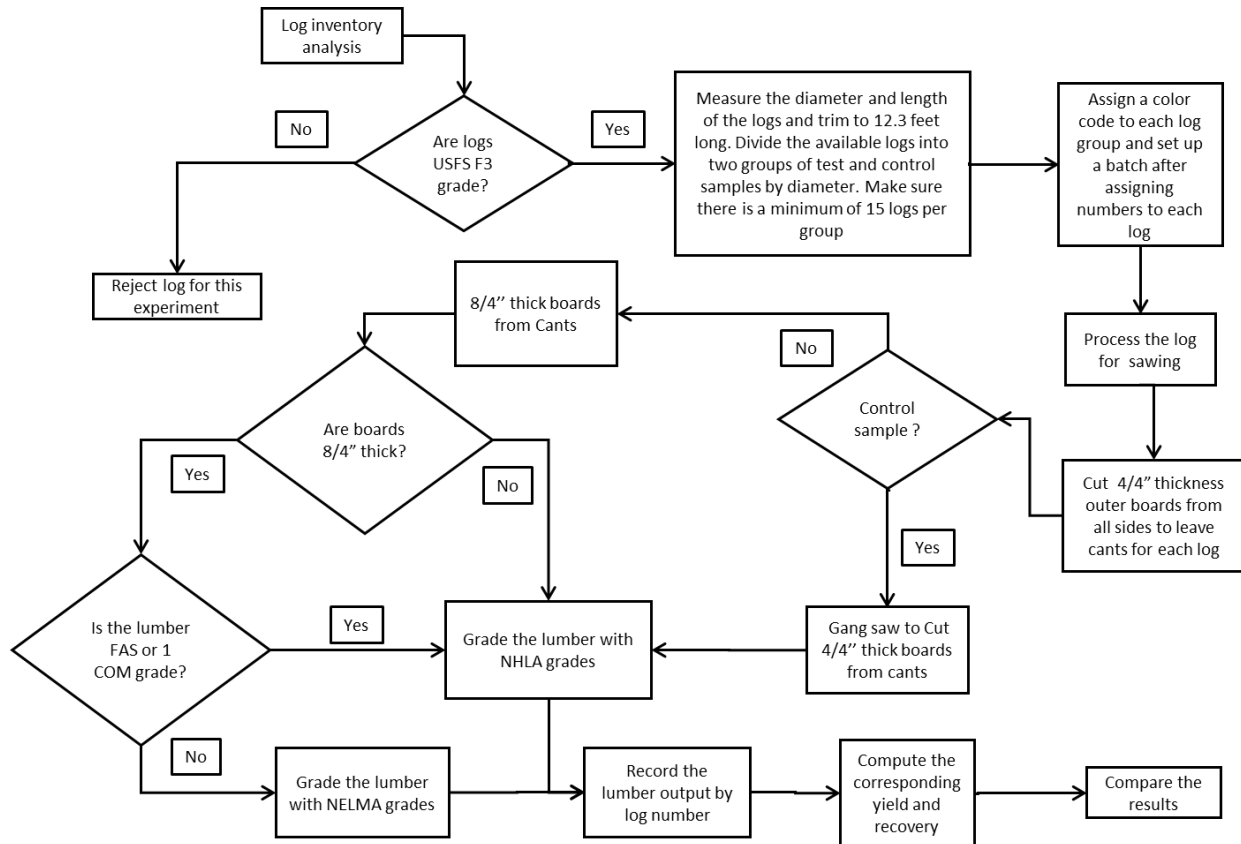 Log inventory
analysis
No
Are logs
USFS F3
grade?
Yes
Measure the diameter and length
of the logs and trim to 12.3 feet
long. Divide the available logs into
two groups of test and control
samples by diameter. Make sure
there is a minimum of 15 logs per
group
Assign a color
code to each log
group and set up
a batch after
assigning
numbers to each
log
Reject log for this
experiment
8/4’’ thick boards
from Cants
No
Process the log
for sawing
Control
sample ?
Are boards
8/4” thick?
Yes
No
Cut 4/4” thickness
outer boards from
all sides to leave
cants for each log
Yes
Is the lumber
FAS or 1
COM grade?
Yes
Grade the lumber with
NHLA grades
Gang saw to Cut
4/4’’ thick boards
from cants
No
Grade the lumber
with NELMA grades
Record the
lumber output by
log number
Compute the
corresponding
yield and
recovery
Compare the
results